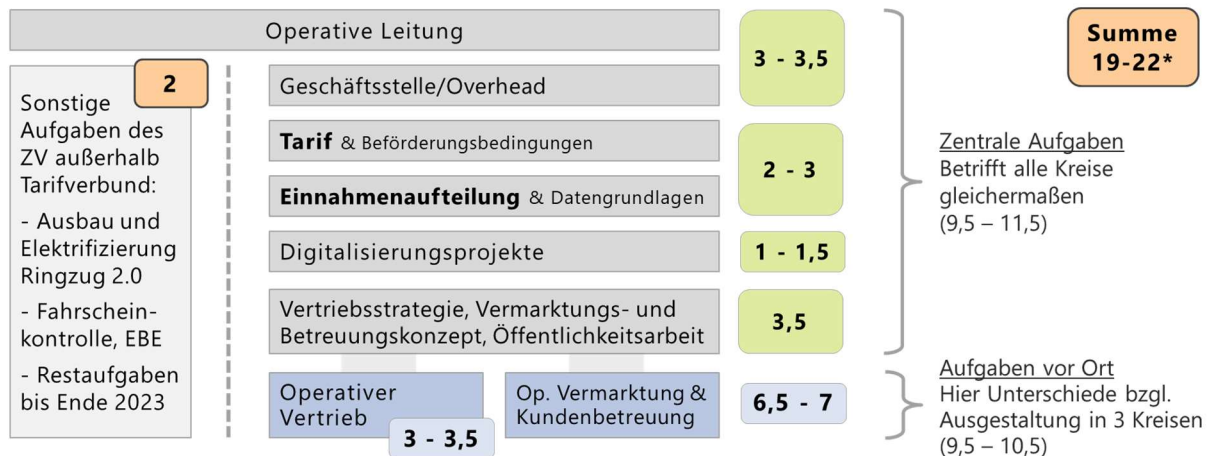 Operative Leitung
3 - 3,5
Summe
19-22*
2
Sonstige
Aufgaben des
ZV außerhalb
Tarifverbund:
- Ausbau und
Elektrifizierung
Ringzug 2.0
- Fahrschein-
kontrolle, EBE
- Restaufgaben
bis Ende 2023
Geschäftsstelle/Overhead
Tarif & Beförderungsbedingungen
Einnahmenaufteilung & Datengrundlagen
2 - 3
Digitalisierungsprojekte
1 - 1,5
Vertriebsstrategie, Vermarktungs- und
Betreuungskonzept, Öffentlichkeitsarbeit
3,5
Zentrale Aufgaben
Betrifft alle Kreise
gleichermaßen
(9,5 – 11,5)
Operativer
Vertrieb
3 - 3,5
Op. Vermarktung &
Kundenbetreuung
6,5 - 7
Aufgaben vor Ort
Hier Unterschiede bzgl.
Ausgestaltung in 3 Kreisen
(9,5 – 10,5)